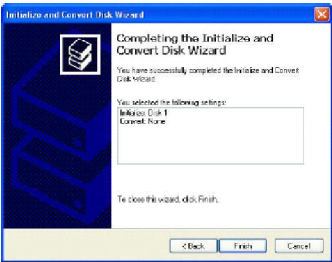 Initialize and Convert Disk Wizard
Completing the Initialize and
Convert Disk Wizard
You have successfully completed the Initialize and Convert
Disk Wizard.
You selected the following settings:
Initialize: Disk 1
Convert: None
To close this wizard, click Finish.
< Back
Finish
Cancel